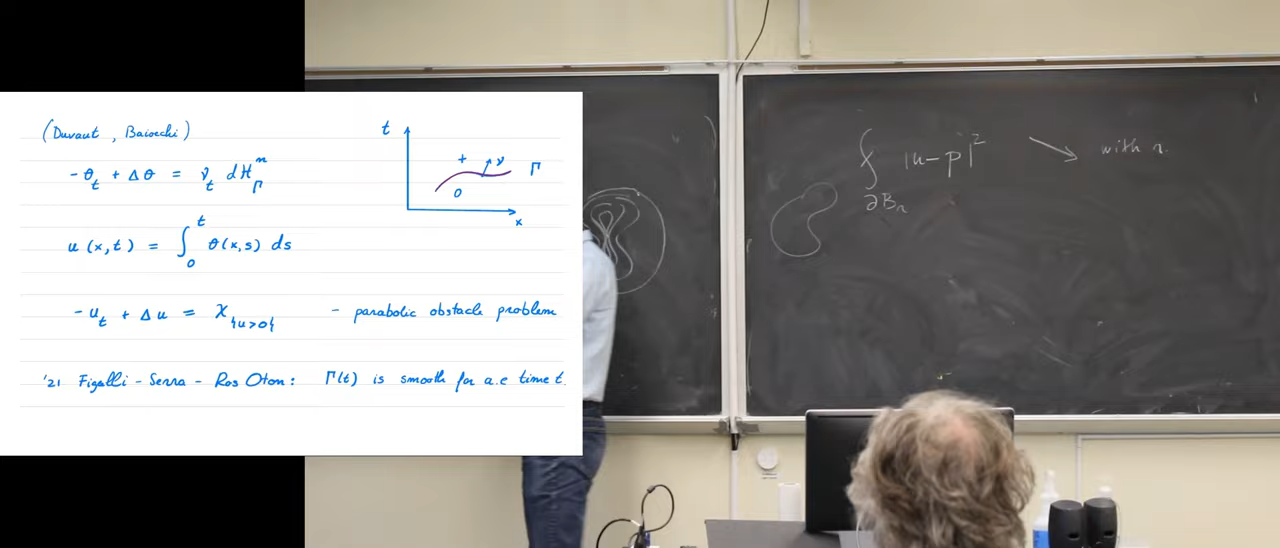 (Duvaut, Baiocchi)
-θ_t + Δθ = ν_t dH^n_Γ
t
+
ν
Γ
0
x
u(x,t) = ∫_0^t θ(x,s) ds
-u_t + Δu = χ_{u>0} - parabolic obstacle problem
'21 Figalli - Serra - Ros Oton: Γ(t) is smooth for a.e time t.
∮_{∂B_r} |u-p|^2 ↘ with r.